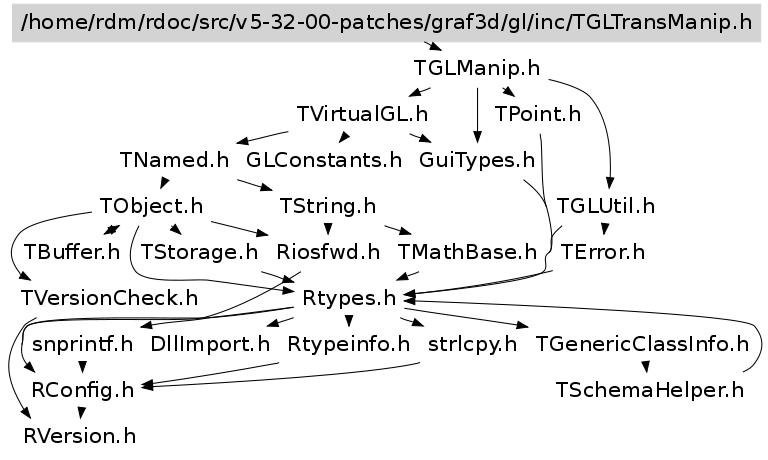 /home/rdm/rdoc/src/v5-32-00-patches/graf3d/gl/inc/TGLTransManip.h
TGLManip.h
TVirtualGL.h
TPoint.h
TNamed.h
GLConstants.h
GuiTypes.h
TObject.h
TString.h
TGLUtil.h
TBuffer.h
TStorage.h
Riosfwd.h
TMathBase.h
TError.h
TVersionCheck.h
Rtypes.h
snprintf.h
DllImport.h
Rtypeinfo.h
strlcpy.h
TGenericClassInfo.h
RConfig.h
TSchemaHelper.h
RVersion.h